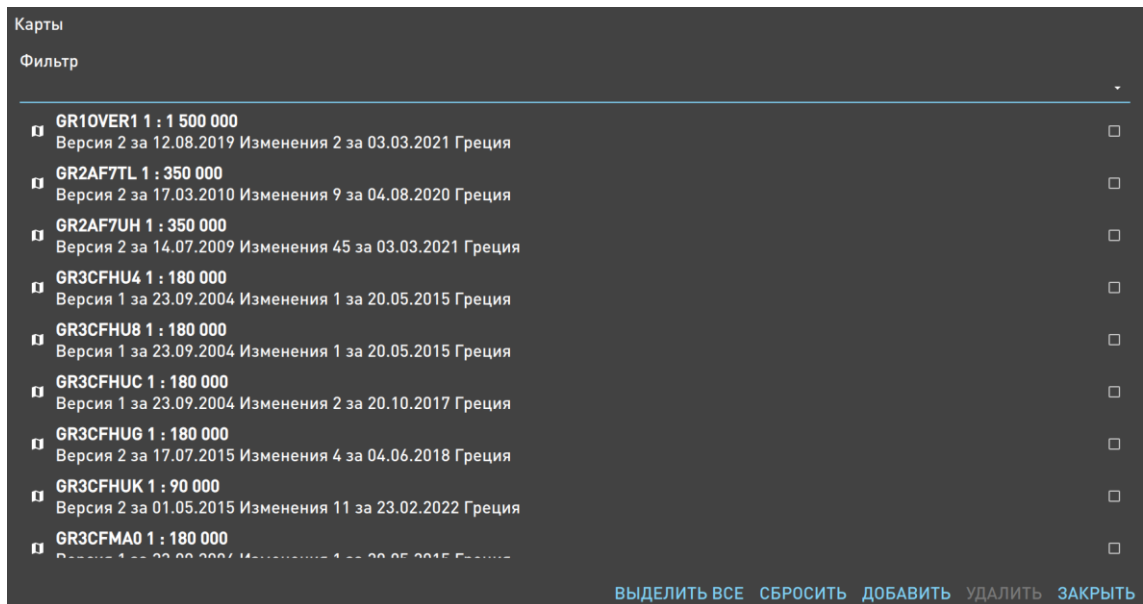 Карты
Фильтр
GR1OVER1 1 : 1 500 000
Версия 2 за 12.08.2019 Изменения 2 за 03.03.2021 Греция
GR2AF7TL 1 : 350 000
Версия 2 за 17.03.2010 Изменения 9 за 04.08.2020 Греция
GR2AF7UH 1 : 350 000
Версия 2 за 14.07.2009 Изменения 45 за 03.03.2021 Греция
GR3CFHU4 1 : 180 000
Версия 1 за 23.09.2004 Изменения 1 за 20.05.2015 Греция
GR3CFHU8 1 : 180 000
Версия 1 за 23.09.2004 Изменения 1 за 20.05.2015 Греция
GR3CFHUC 1 : 180 000
Версия 1 за 23.09.2004 Изменения 2 за 20.10.2017 Греция
GR3CFHUG 1 : 180 000
Версия 2 за 17.07.2015 Изменения 4 за 04.06.2018 Греция
GR3CFHUK 1 : 90 000
Версия 2 за 01.05.2015 Изменения 11 за 23.02.2022 Греция
GR3CFMA0 1 : 180 000
ВЫДЕЛИТЬ ВСЕ СБРОСИТЬ ДОБАВИТЬ УДАЛИТЬ ЗАКРЫТЬ